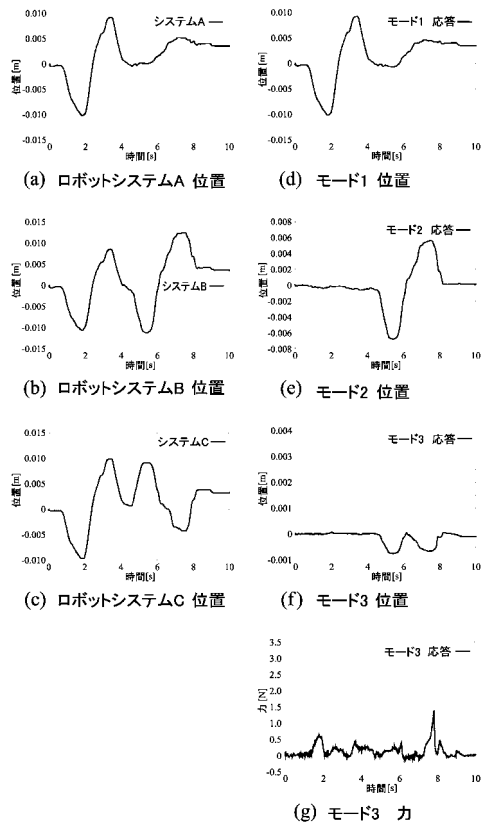 0.010
0.005
0.000
-0.005
-0.010
-0.015
位置[m]
システムA
0 2 4 6 8 10
時間[s]
(a) ロボットシステムA 位置
0.010
0.005
0.000
-0.005
-0.010
-0.015
位置[m]
モード1 応答
0 2 4 6 8 10
時間[s]
(d) モード1 位置
0.015
0.010
0.005
0.000
-0.005
-0.010
-0.015
位置[m]
システムB
0 2 4 6 8 10
時間[s]
(b) ロボットシステムB 位置
0.008
0.006
0.004
0.002
0.000
-0.002
-0.004
-0.006
-0.008
位置[m]
モード2 応答
0 2 4 6 8 10
時間[s]
(e) モード2 位置
0.015
0.010
0.005
0.000
-0.005
-0.010
位置[m]
システムC
0 2 4 6 8 10
時間[s]
(c) ロボットシステムC 位置
0.004
0.003
0.002
0.001
0
-0.001
位置[m]
モード3 応答
0 2 4 6 8 10
時間[s]
(f) モード3 位置
3.5
3.0
2.5
2.0
1.5
1.0
0.5
0
-0.5
力[N]
モード3 応答
0 2 4 6 8 10
時間[s]
(g) モード3 力